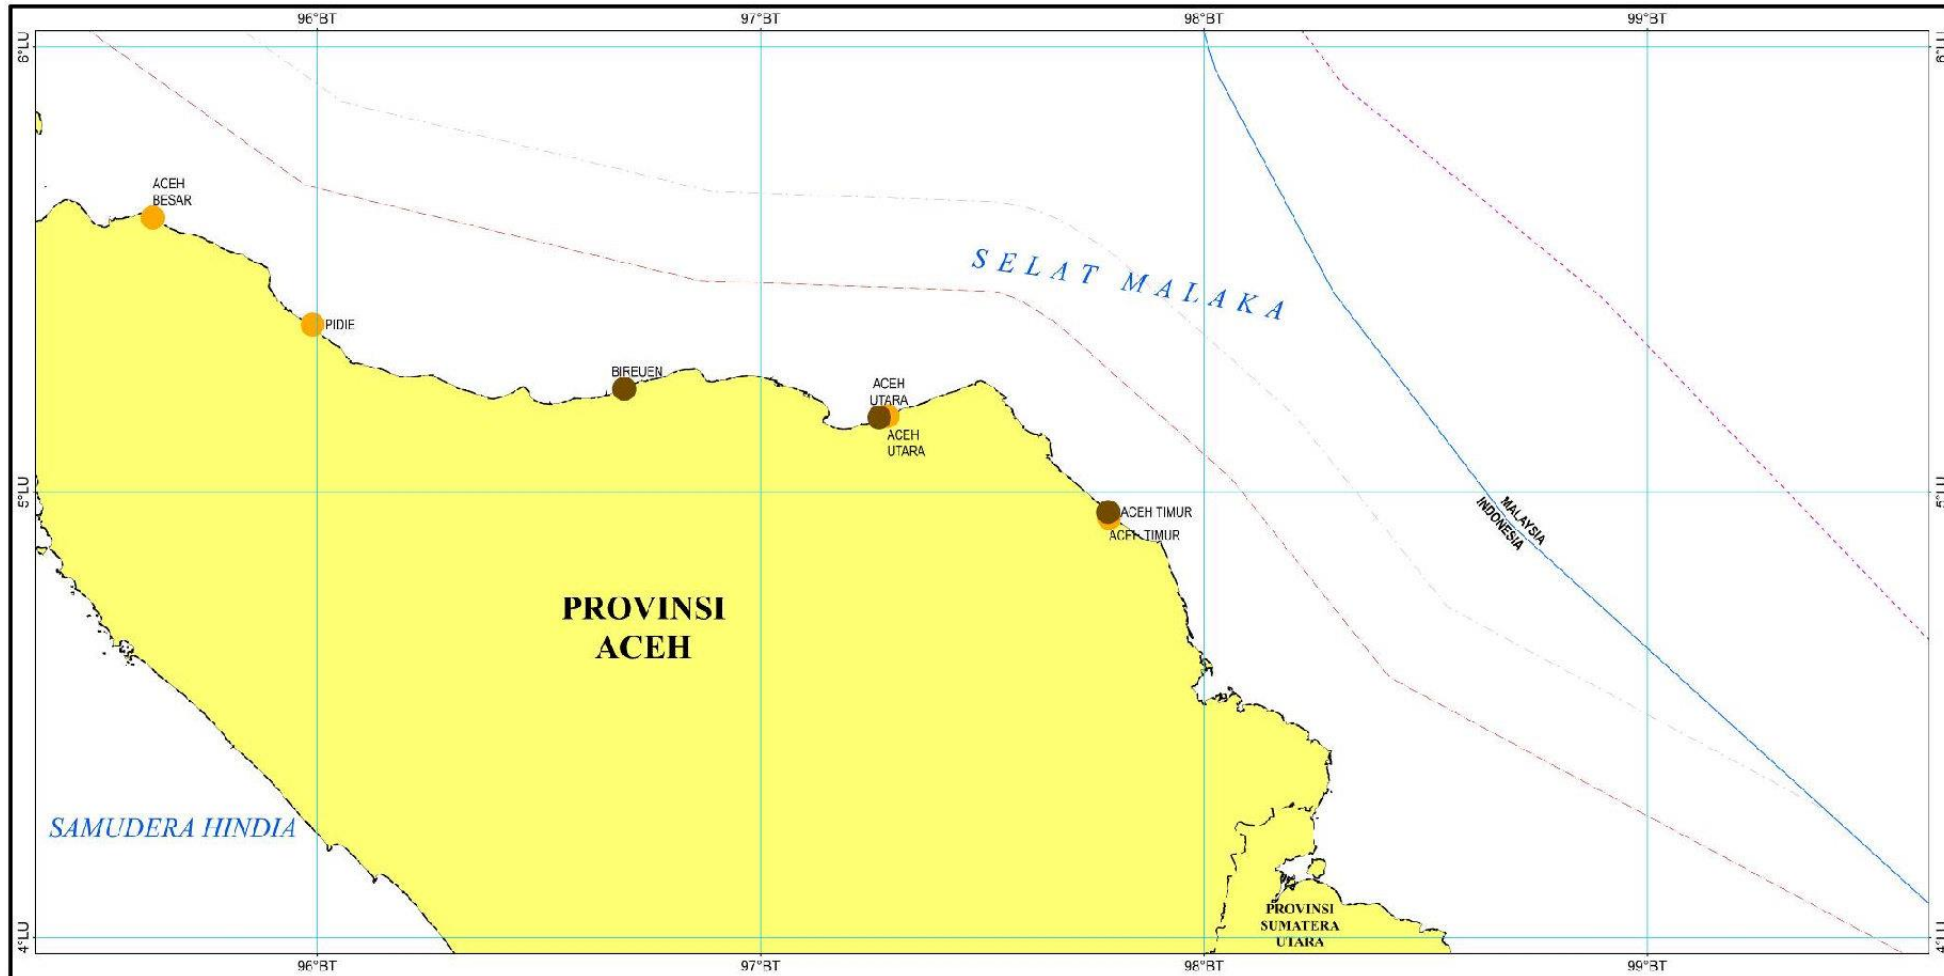 96°BT
97°BT
98°BT
99°BT
6°LU
6°LU
ACEH
BESAR
SELAT MALAKA
PIDIE
BIREUEN
ACEH
UTARA
ACEH
UTARA
5°LU
5°LU
MALAYSIA
INDONESIA
ACEH TIMUR
ACEH TIMUR
PROVINSI
ACEH
SAMUDERA HINDIA
PROVINSI
SUMATERA
UTARA
4°LU
4°LU
96°BT
97°BT
98°BT
99°BT